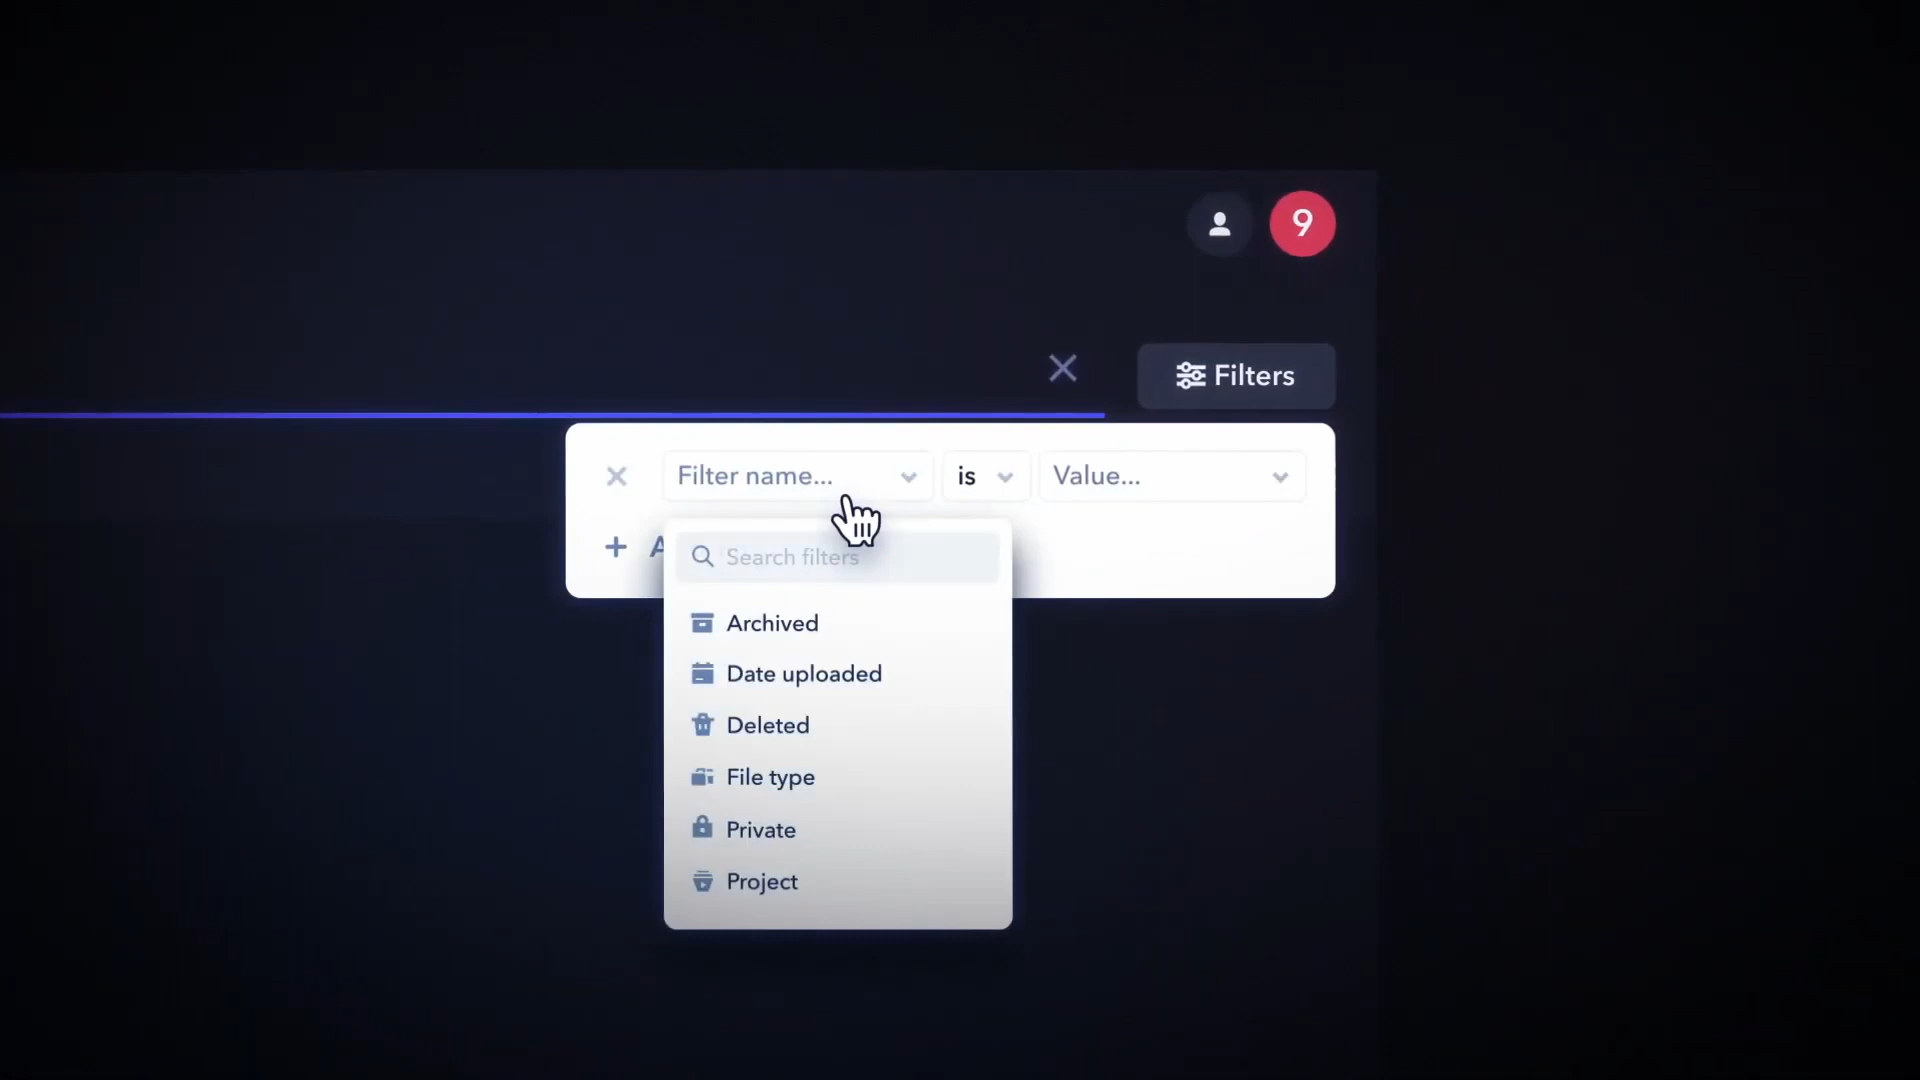 9
Filters
Filter name...
is
Value...
Search filters
Archived
Date uploaded
Deleted
File type
Private
Project